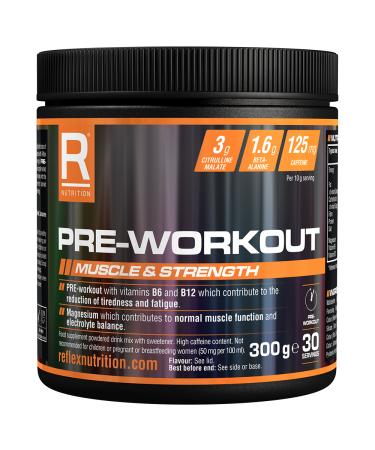 R
NUTRITION
3g
CITRULLINE
MALATE
1.6g
BETA-
ALANINE
125mg
CAFFEINE
Per 10g serving
PRE-WORKOUT
MUSCLE & STRENGTH
PRE-workout with vitamins B6 and B12 which contribute to the
reduction of tiredness and fatigue.
Magnesium which contributes to normal muscle function and
electrolyte balance.
PRE-
WORKOUT
Food supplement powdered drink mix with sweetener. High caffeine content. Not
recommended for children or pregnant or breastfeeding women (50 mg per 100 ml).
reflexnutrition.com
Flavour: See lid.
Best before end: See side or base.
300g e
30
SERVINGS